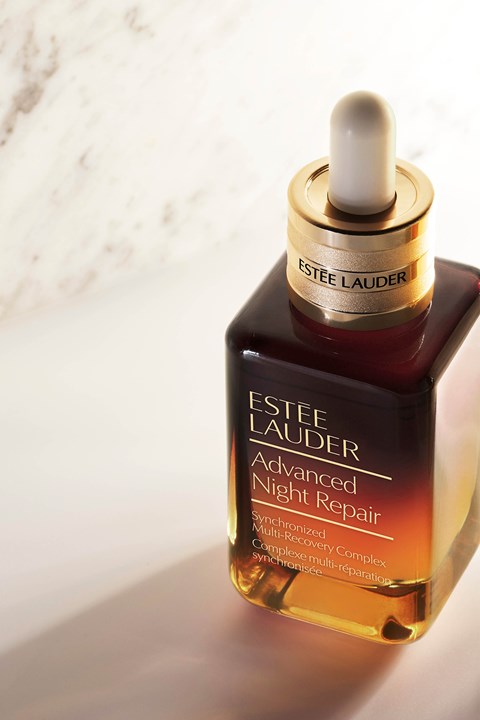 ESTĒE LAUDER
ESTĒE
LAUDER
Advanced
Night Repair
Synchronized
Multi-Recovery Complex
Complexe multi-réparation
synchronisée